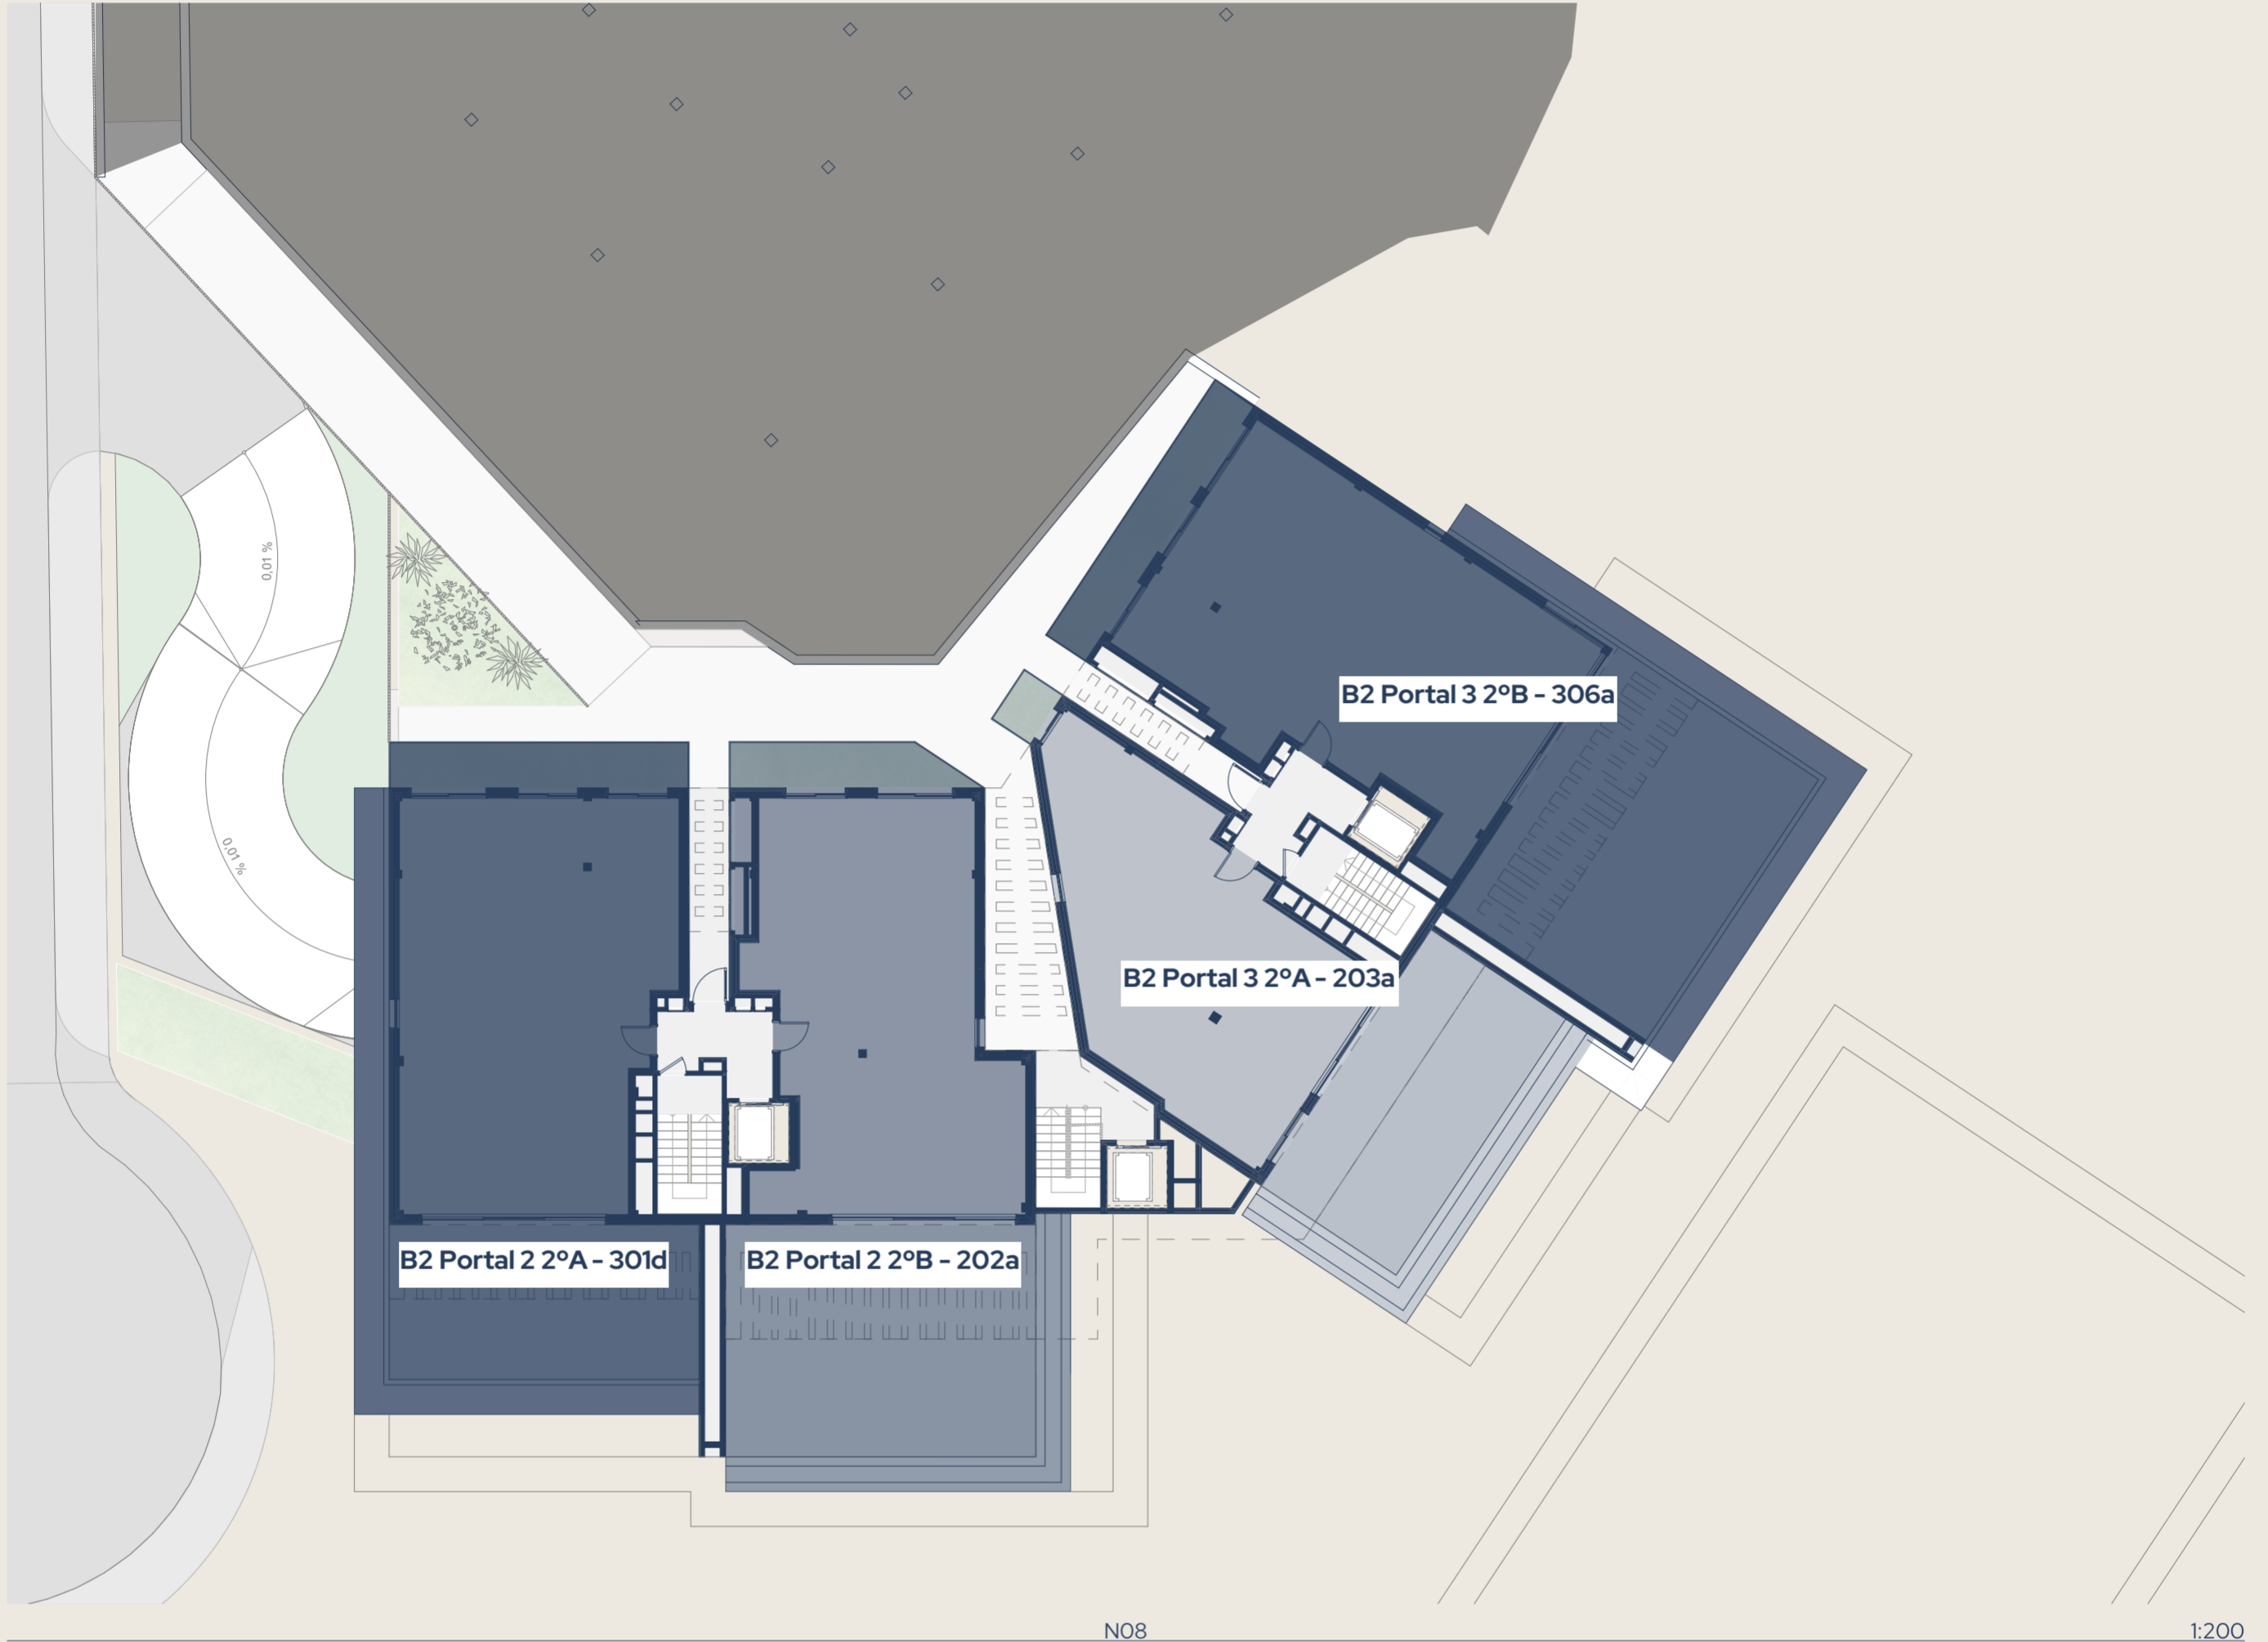 0,01 %
B2 Portal 3 2ºB - 306a
0,01 %
B2 Portal 3 2ºA - 203a
B2 Portal 2 2ºA - 301d
B2 Portal 2 2ºB - 202a
N08
1:200